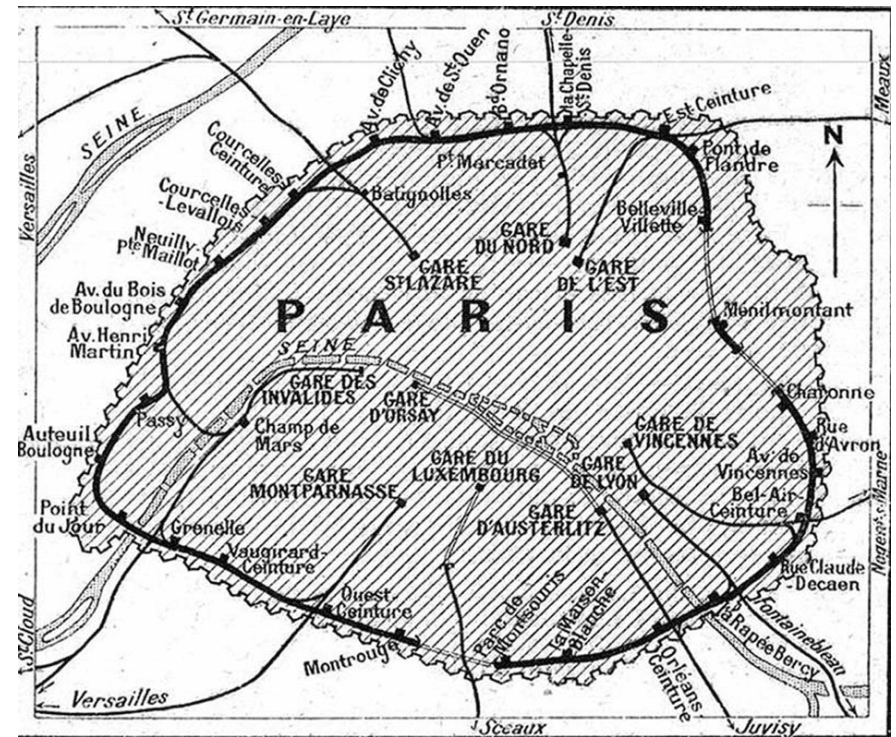 St Germain-en-Laye
St Denis
SEINE
Versailles
Meaux
Av. de Clichy
Av. de St Ouen
Bd Ornano
la Chapelle-
St Denis
Est Ceinture
N
Pont de
Flandre
Courcelles-
Ceinture
Courcelles-
-Levallois
Neuilly-
Pte Maillot
Av. du Bois
de Boulogne
Av. Henri
Martin
Pt Marcadet
Batignolles
Belleville
Villette
GARE
DU NORD
GARE
ST LAZARE
GARE
DE L'EST
PARIS
Ménilmontant
SEINE
GARE DES
INVALIDES
GARE
D'ORSAY
Charonne
Passy
Champ de
Mars
GARE DE
VINCENNES
Rue
d'Avron
Auteuil
Boulogne
GARE DU
LUXEMBOURG
GARE
DE LYON
Av. de
Vincennes
GARE
MONTPARNASSE
Bel-Air-
Ceinture
Nogent s. Marne
Point
du Jour
GARE
D'AUSTERLITZ
Grenelle
Vaugirard-
Ceinture
Rue Claude
-Decaen
Ouest-
Ceinture
Parc de
Montsouris
la Maison-
Blanche
St Cloud
Montrouge
Orléans
Ceinture
la Rapée Bercy
Fontainebleau
Versailles
Sceaux
Juvisy